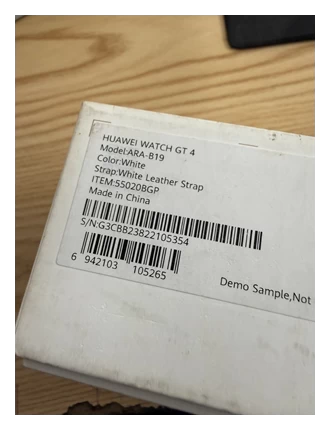 HUAWEI WATCH GT 4
Model:ARA-B19
Color:White
Strap:White Leather Strap
ITEM:55020BGP
Made in China
S/N:G3CBB23822105354
6 942103 105265
Demo Sample,Not